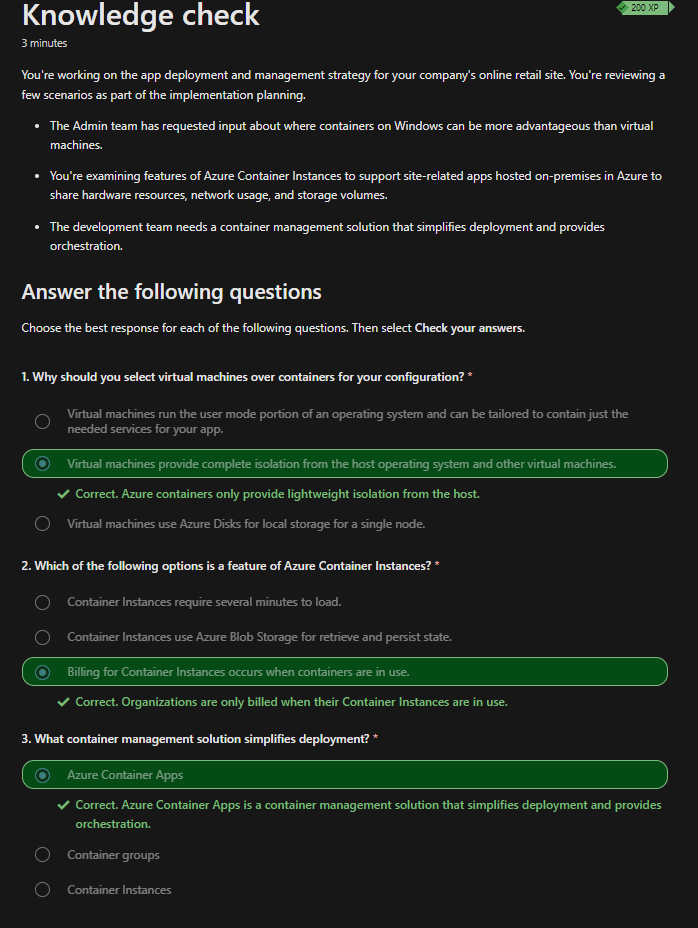 Knowledge check
200 XP
3 minutes
You're working on the app deployment and management strategy for your company's online retail site. You're reviewing a
few scenarios as part of the implementation planning.
• The Admin team has requested input about where containers on Windows can be more advantageous than virtual
machines.
• You're examining features of Azure Container Instances to support site-related apps hosted on-premises in Azure to
share hardware resources, network usage, and storage volumes.
• The development team needs a container management solution that simplifies deployment and provides
orchestration.
Answer the following questions
Choose the best response for each of the following questions. Then select Check your answers.
1. Why should you select virtual machines over containers for your configuration? *
Virtual machines run the user mode portion of an operating system and can be tailored to contain just the
needed services for your app.
Virtual machines provide complete isolation from the host operating system and other virtual machines.
Correct. Azure containers only provide lightweight isolation from the host.
Virtual machines use Azure Disks for local storage for a single node.
2. Which of the following options is a feature of Azure Container Instances? *
Container Instances require several minutes to load.
Container Instances use Azure Blob Storage for retrieve and persist state.
Billing for Container Instances occurs when containers are in use.
Correct. Organizations are only billed when their Container Instances are in use.
3. What container management solution simplifies deployment? *
Azure Container Apps
Correct. Azure Container Apps is a container management solution that simplifies deployment and provides
orchestration.
Container groups
Container Instances